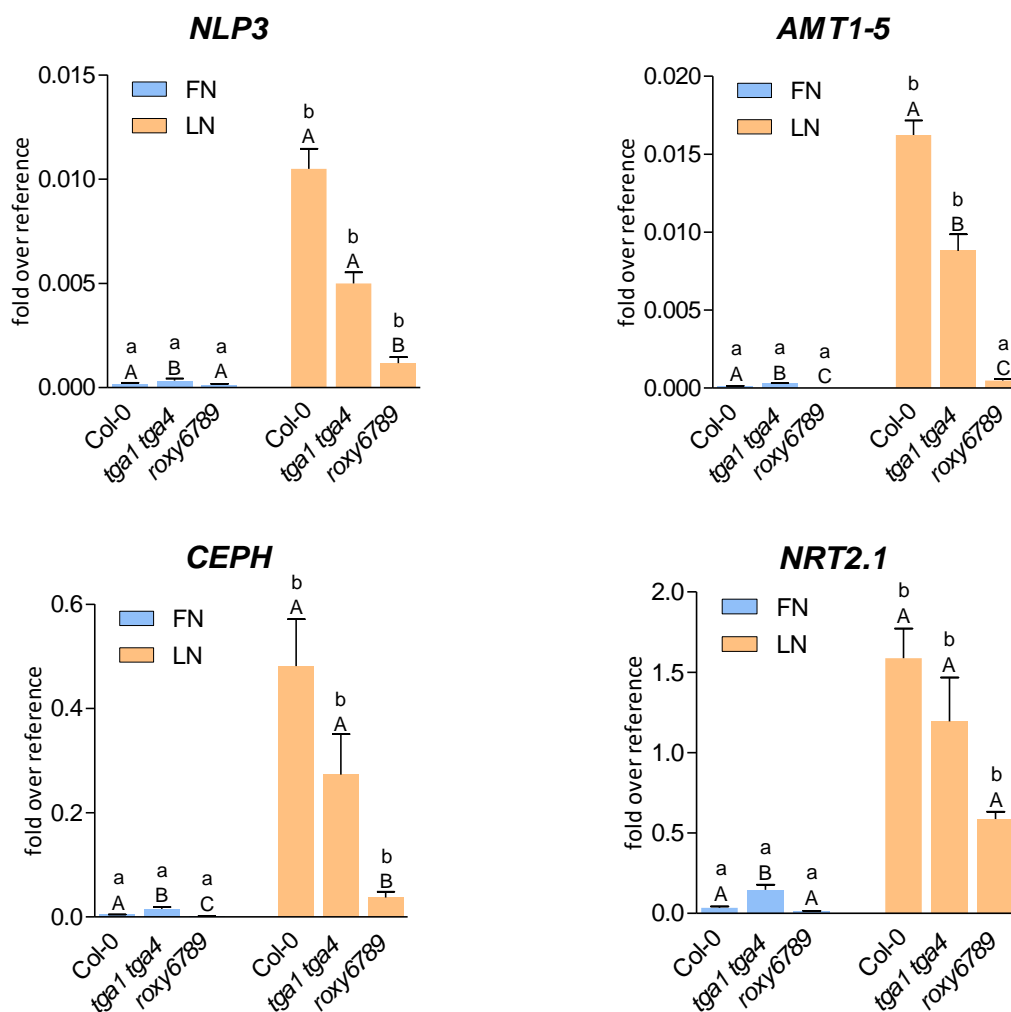 NLP3
fold over reference
0.015
0.010
0.005
0.000
FN
LN
a
A
a
B
a
A
b
A
b
A
b
B
Col-0
tga1 tga4
roxy6789
Col-0
tga1 tga4
roxy6789
AMT1-5
fold over reference
0.020
0.015
0.010
0.005
0.000
FN
LN
a
A
a
B
a
C
b
A
b
B
a
C
Col-0
tga1 tga4
roxy6789
Col-0
tga1 tga4
roxy6789
CEPH
fold over reference
0.6
0.4
0.2
0.0
FN
LN
a
A
a
B
a
C
b
A
b
A
b
B
Col-0
tga1 tga4
roxy6789
Col-0
tga1 tga4
roxy6789
NRT2.1
fold over reference
2.0
1.5
1.0
0.5
0.0
FN
LN
a
A
a
B
a
A
b
A
b
A
b
A
Col-0
tga1 tga4
roxy6789
Col-0
tga1 tga4
roxy6789